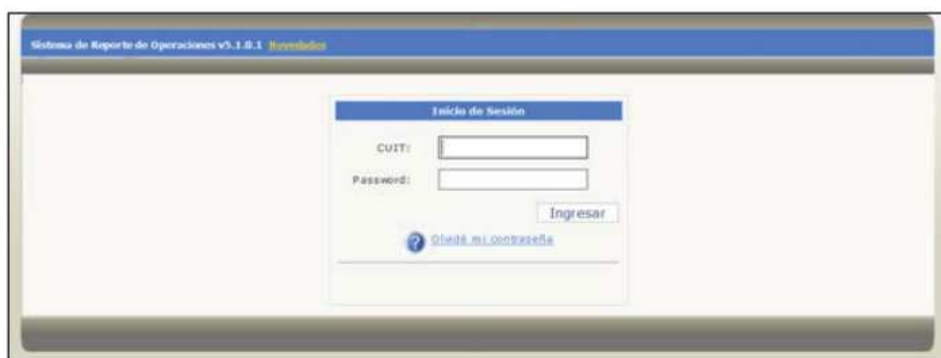 Sistema de Reporte de Operaciones v5.1.0.1 Novedades
Inicio de Sesión
CUIT:
Password:
Ingresar
Olvidé mi contraseña